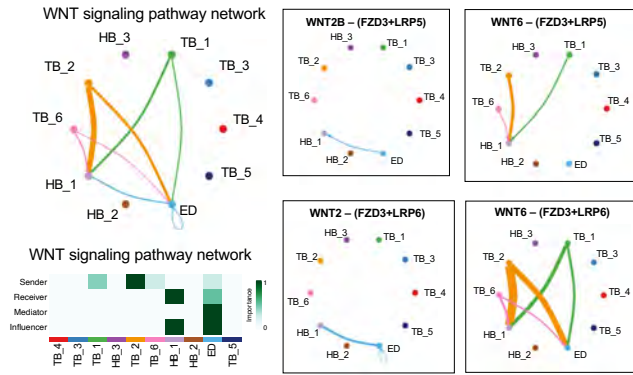 WNT signaling pathway network
HB_3
TB_1
TB_2
TB_3
TB_6
TB_4
TB_5
HB_1
HB_2
ED
WNT signaling pathway network
Sender
Receiver
Mediator
Influencer
Importance
1
0
TB_4
TB_3
TB_1
HB_3
TB_2
TB_6
HB_1
HB_2
ED
TB_5
WNT2B – (FZD3+LRP5)
HB_3
TB_1
TB_2
TB_3
TB_6
TB_4
TB_5
HB_1
HB_2
ED
WNT6 – (FZD3+LRP5)
HB_3
TB_1
TB_2
TB_3
TB_6
TB_4
TB_5
HB_1
HB_2
ED
WNT2 – (FZD3+LRP6)
HB_3
TB_1
TB_2
TB_3
TB_6
TB_4
TB_5
HB_1
HB_2
ED
WNT6 – (FZD3+LRP6)
HB_3
TB_1
TB_2
TB_3
TB_6
TB_4
TB_5
HB_1
HB_2
ED